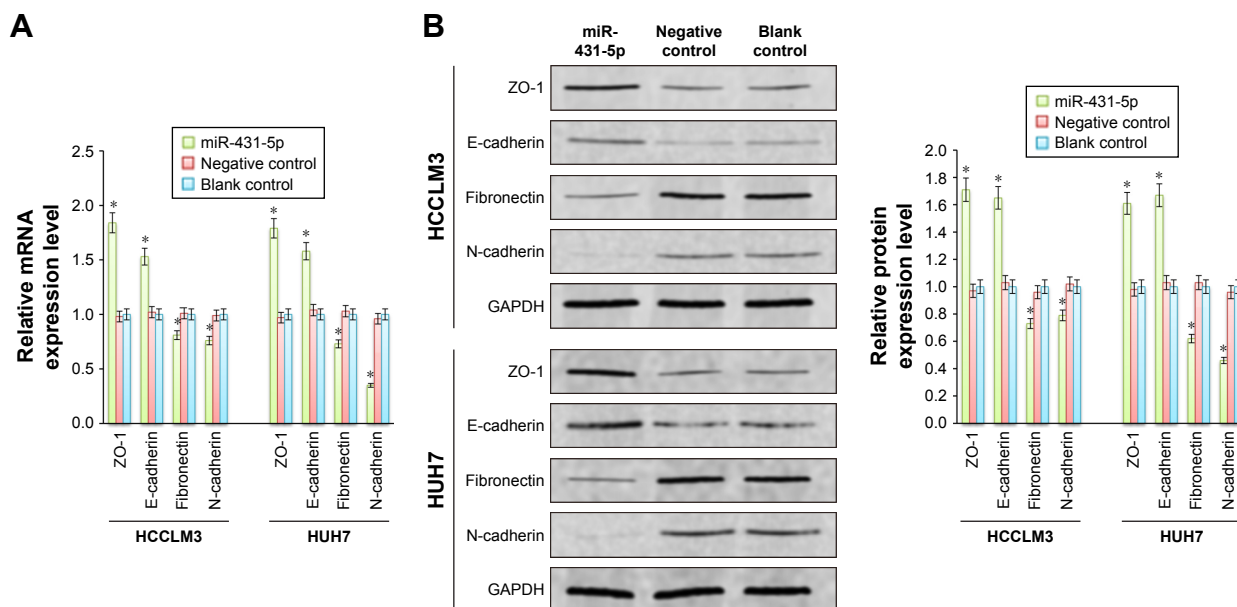 A
miR-431-5p
Negative control
Blank control
Relative mRNA
expression level
2.5
2.0
1.5
1.0
0.5
0.0
*
*
*
*
*
*
*
*
ZO-1
E-cadherin
Fibronectin
N-cadherin
ZO-1
E-cadherin
Fibronectin
N-cadherin
HCCLM3
HUH7
B
miR-
431-5p
Negative
control
Blank
control
HCCLM3
ZO-1
E-cadherin
Fibronectin
N-cadherin
GAPDH
HUH7
ZO-1
E-cadherin
Fibronectin
N-cadherin
GAPDH
miR-431-5p
Negative control
Blank control
Relative protein
expression level
2.0
1.8
1.6
1.4
1.2
1.0
0.8
0.6
0.4
0.2
0.0
*
*
*
*
*
*
*
*
ZO-1
E-cadherin
Fibronectin
N-cadherin
ZO-1
E-cadherin
Fibronectin
N-cadherin
HCCLM3
HUH7